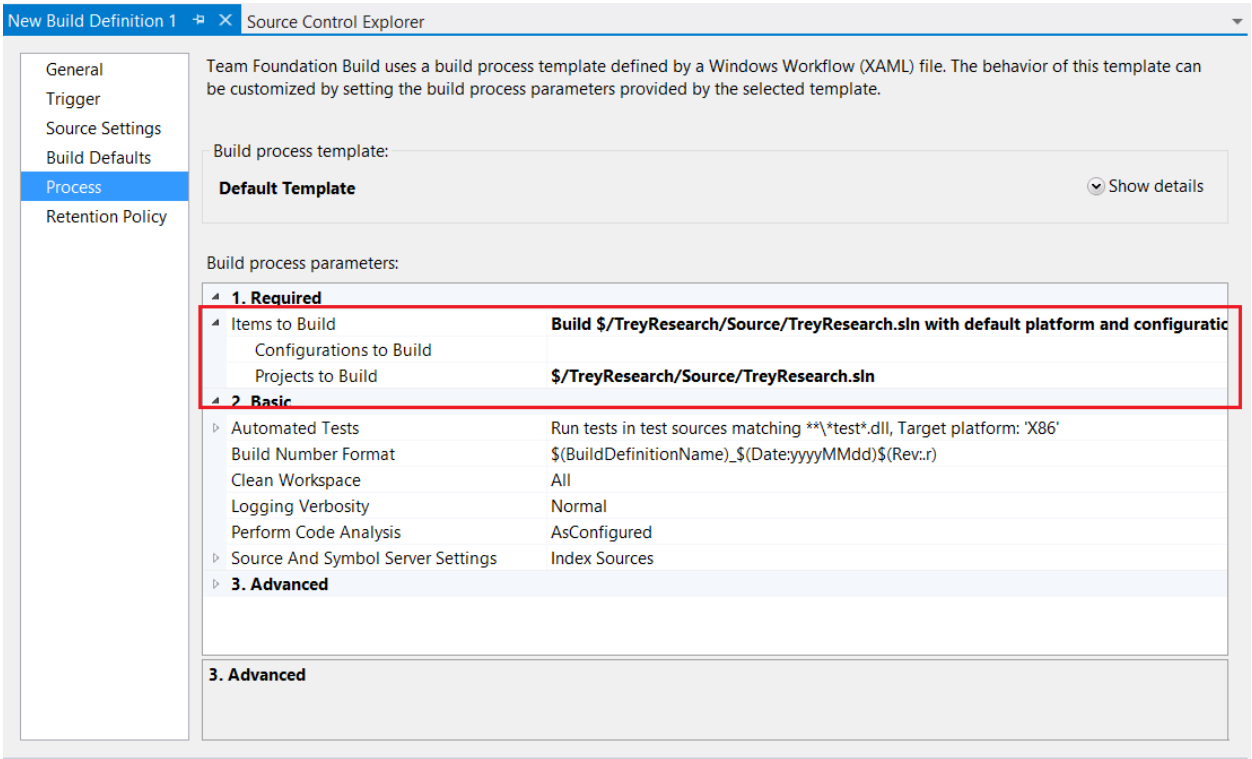 New Build Definition 1 Source Control Explorer
General
Trigger
Source Settings
Build Defaults
Process
Retention Policy
Team Foundation Build uses a build process template defined by a Windows Workflow (XAML) file. The behavior of this template can
be customized by setting the build process parameters provided by the selected template.
Build process template:
Default Template Show details
Build process parameters:
1. Required
Items to Build Build $/TreyResearch/Source/TreyResearch.sln with default platform and
Configurations to Build
Projects to Build $/TreyResearch/Source/TreyResearch.sln
2. Basic
Automated Tests Run tests in test sources matching **\*test*.dll, Target platform: 'X86'
Build Number Format $(BuildDefinitionName)_$(Date:yyyyMMdd)$(Rev:.r)
Clean Workspace All
Logging Verbosity Normal
Perform Code Analysis AsConfigured
Source And Symbol Server Settings Index Sources
3. Advanced
3. Advanced